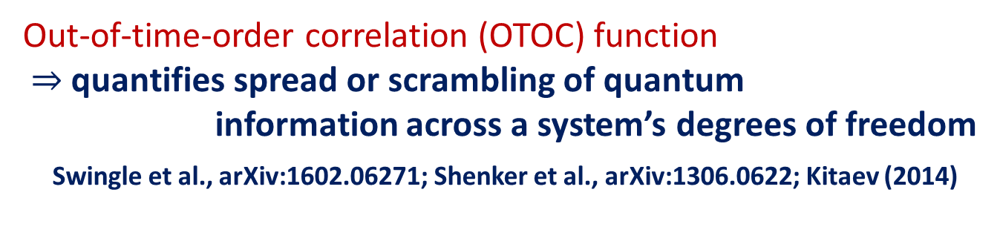 Out-of-time-order correlation (OTOC) function
⇒ quantifies spread or scrambling of quantum
information across a system’s degrees of freedom
Swingle et al., arXiv:1602.06271; Shenker et al., arXiv:1306.0622; Kitaev (2014)